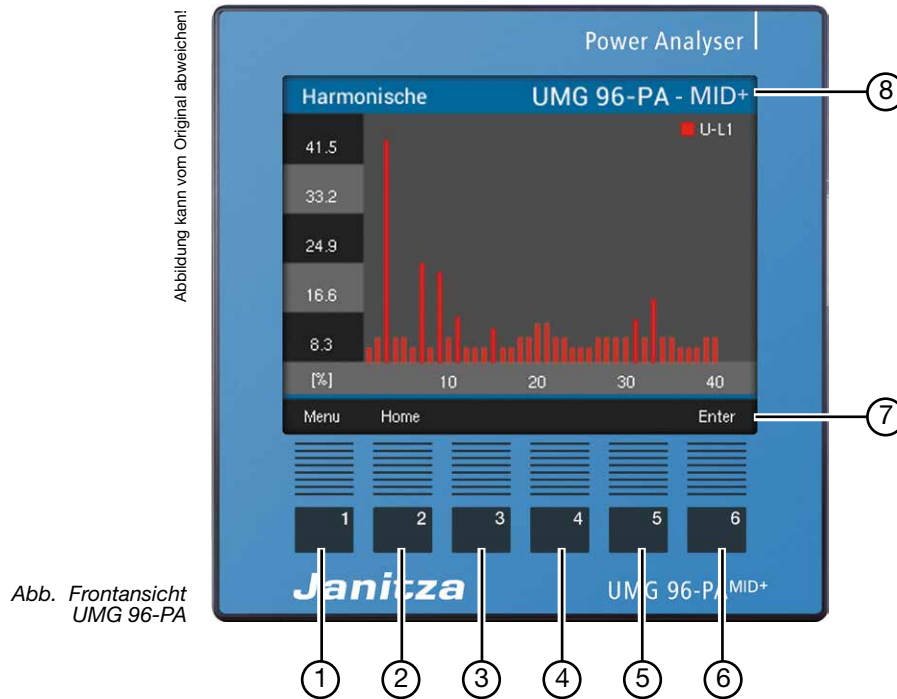 Abbildung kann vom Original abweichen!
Power Analyser
Harmonische UMG 96-PA - MID+
U-L1
41.5
33.2
24.9
16.6
8.3
[%] 10 20 30 40
Menu Home Enter
1 2 3 4 5 6
Janitza UMG 96-PA MID+
Abb. Frontansicht
UMG 96-PA
8
7
1 2 3 4 5 6